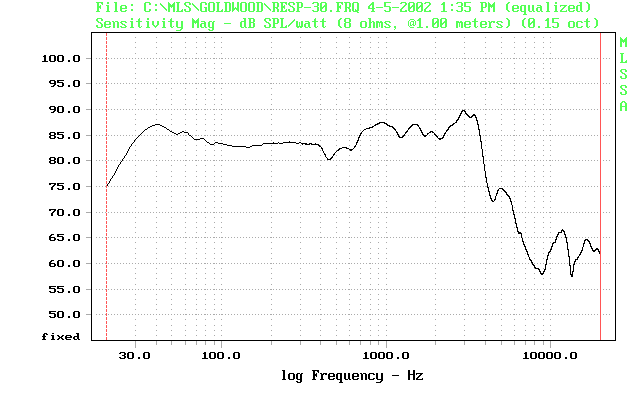 File: C:\MLS\GOLDWOOD\RESP-30.FRQ 4-5-2002 1:35 PM (equalized)
Sensitivity Mag - dB SPL/watt (8 ohms, @1.00 meters) (0.15 oct)
M
L
S
S
A
100.0
95.0
90.0
85.0
80.0
75.0
70.0
65.0
60.0
55.0
50.0
fixed
30.0 100.0 1000.0 10000.0
log Frequency - Hz